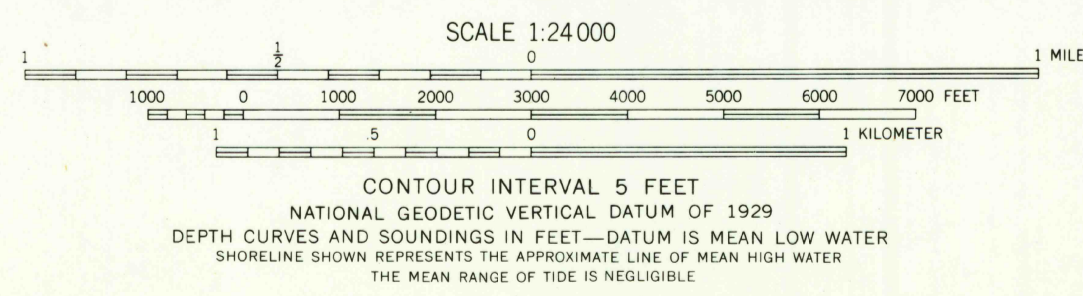 SCALE 1:24 000
1 1/2 0 1 MILE
1000 0 1000 2000 3000 4000 5000 6000 7000 FEET
1 .5 0 1 KILOMETER
CONTOUR INTERVAL 5 FEET
NATIONAL GEODETIC VERTICAL DATUM OF 1929
DEPTH CURVES AND SOUNDINGS IN FEET—DATUM IS MEAN LOW WATER
SHORELINE SHOWN REPRESENTS THE APPROXIMATE LINE OF MEAN HIGH WATER
THE MEAN RANGE OF TIDE IS NEGLIGIBLE